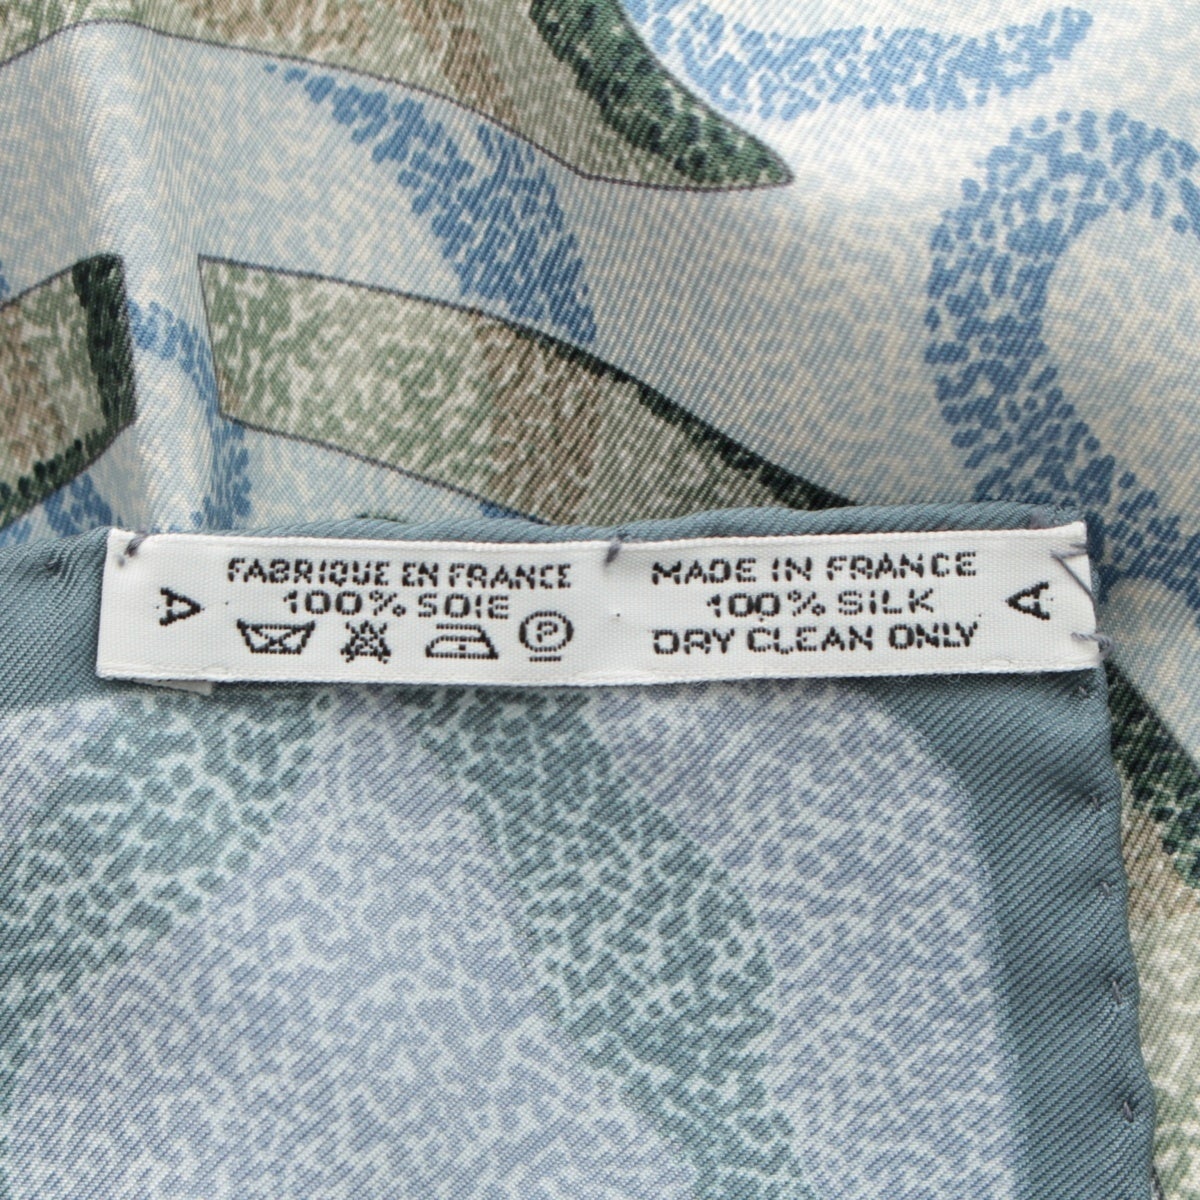 A
FABRIQUE EN FRANCE
100% SOIE
P
MADE IN FRANCE
100% SILK
DRY CLEAN ONLY
A